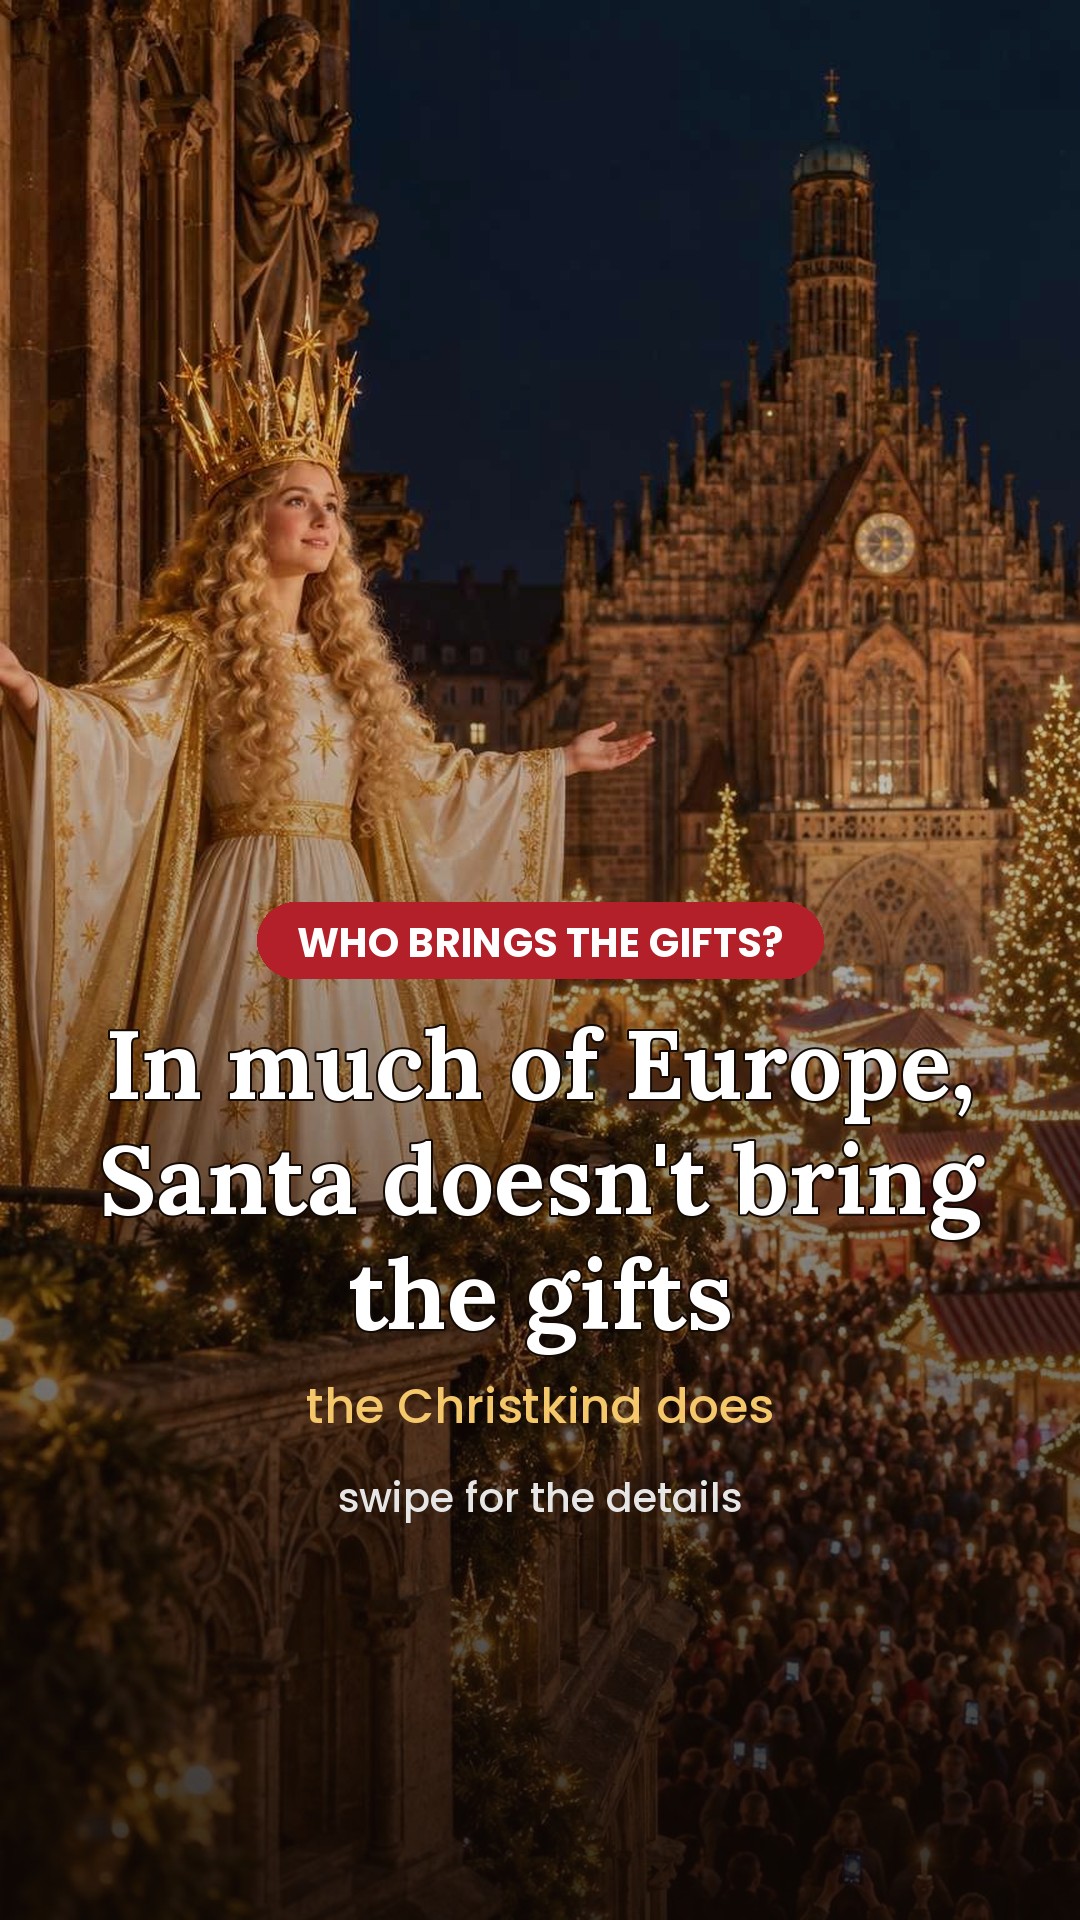 WHO BRINGS THE GIFTS?
In much of Europe,
Santa doesn't bring
the gifts
the Christkind does
swipe for the details